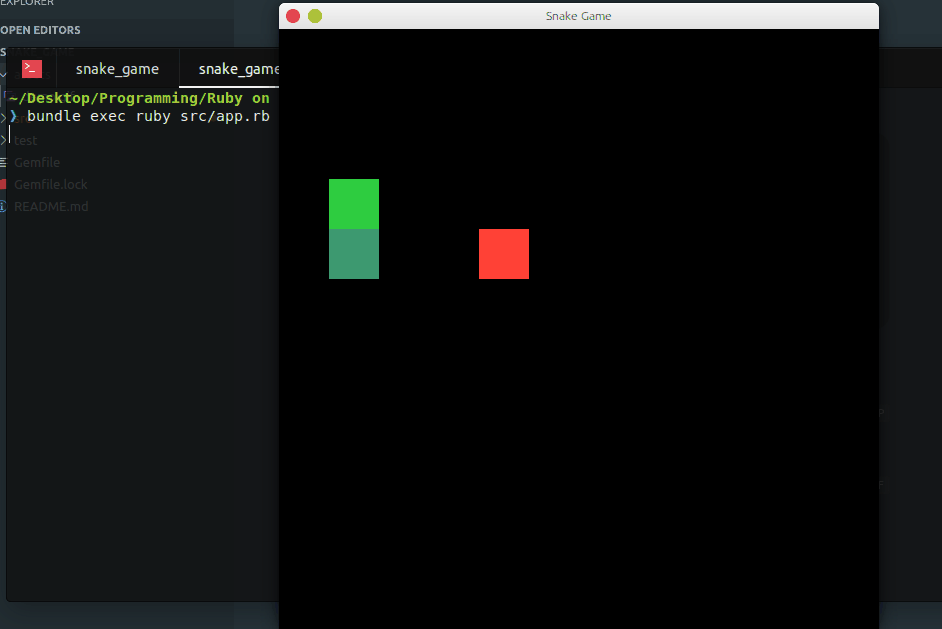 EXPLORER
OPEN EDITORS
Snake Game
>_ snake_game snake_game
~/Desktop/Programming/Ruby on
❯ bundle exec ruby src/app.rb
src
test
Gemfile
Gemfile.lock
README.md